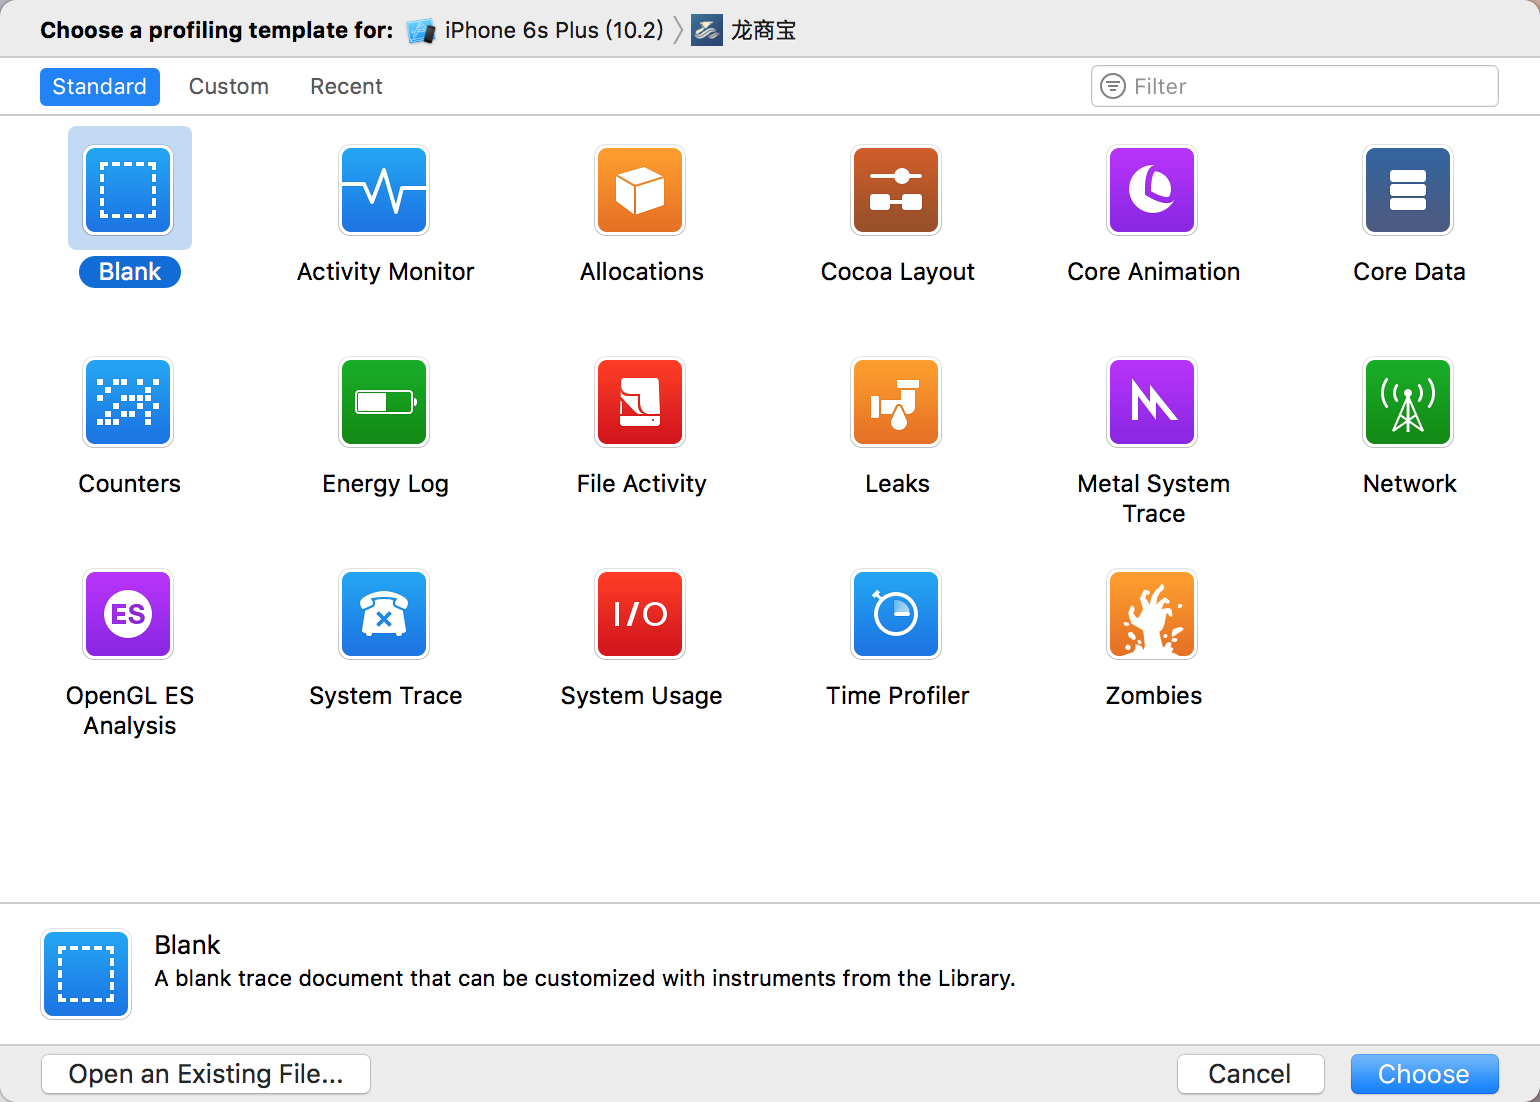 Choose a profiling template for: iPhone 6s Plus (10.2) 龙商宝
Standard Custom Recent Filter
Blank Activity Monitor Allocations Cocoa Layout Core Animation Core Data
Counters Energy Log File Activity Leaks Metal System Network
Trace
ES I/O
OpenGL ES System Trace System Usage Time Profiler Zombies
Analysis
Blank
A blank trace document that can be customized with instruments from the Library.
Open an Existing File... Cancel Choose